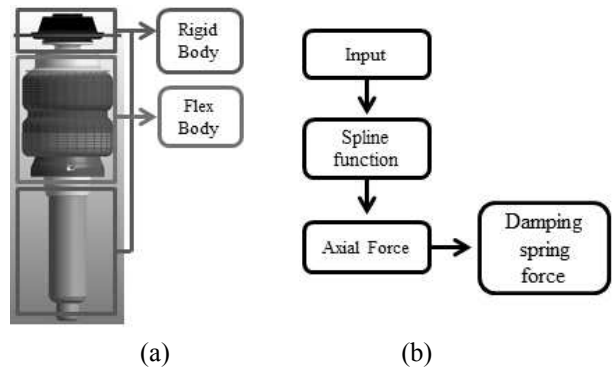 Rigid
Body
Flex
Body
(a)
Input
Spline
function
Axial Force
Damping
spring
force
(b)